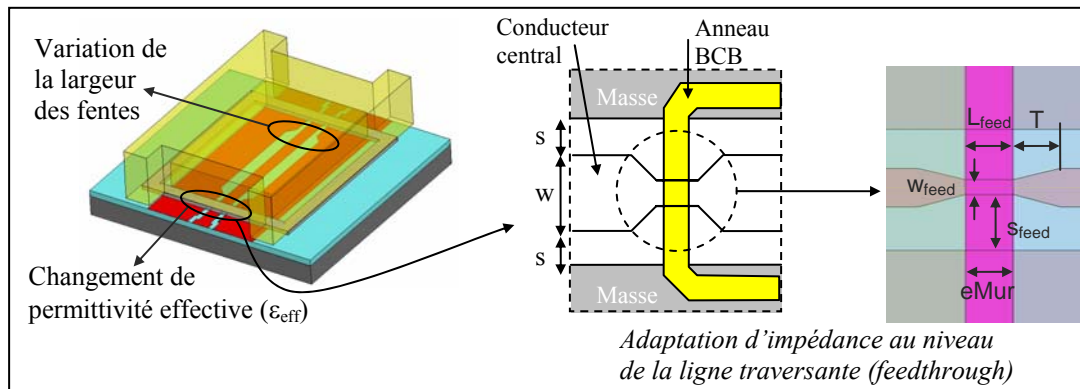 Variation de
la largeur
des fentes
Changement de
permittivité effective (εeff)
Conducteur
central
Anneau
BCB
Masse
s
w
s
Masse
Adaptation d'impédance au niveau
de la ligne traversante (feedthrough)
Lfeed
T
wfeed
sfeed
eMur